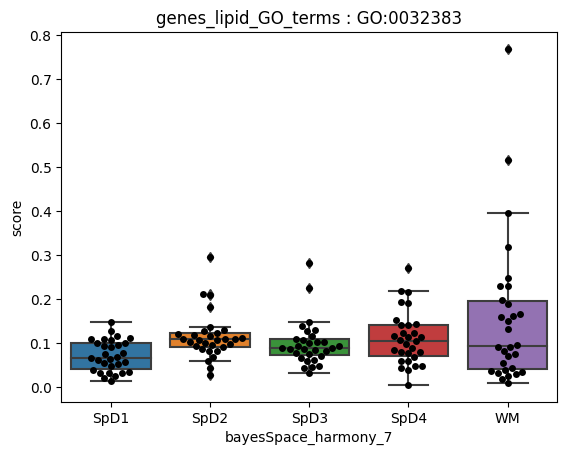 genes_lipid_GO_terms : GO:0032383
0.8
0.7
0.6
0.5
0.4
0.3
0.2
0.1
0.0
score
SpD1 SpD2 SpD3 SpD4 WM
bayesSpace_harmony_7